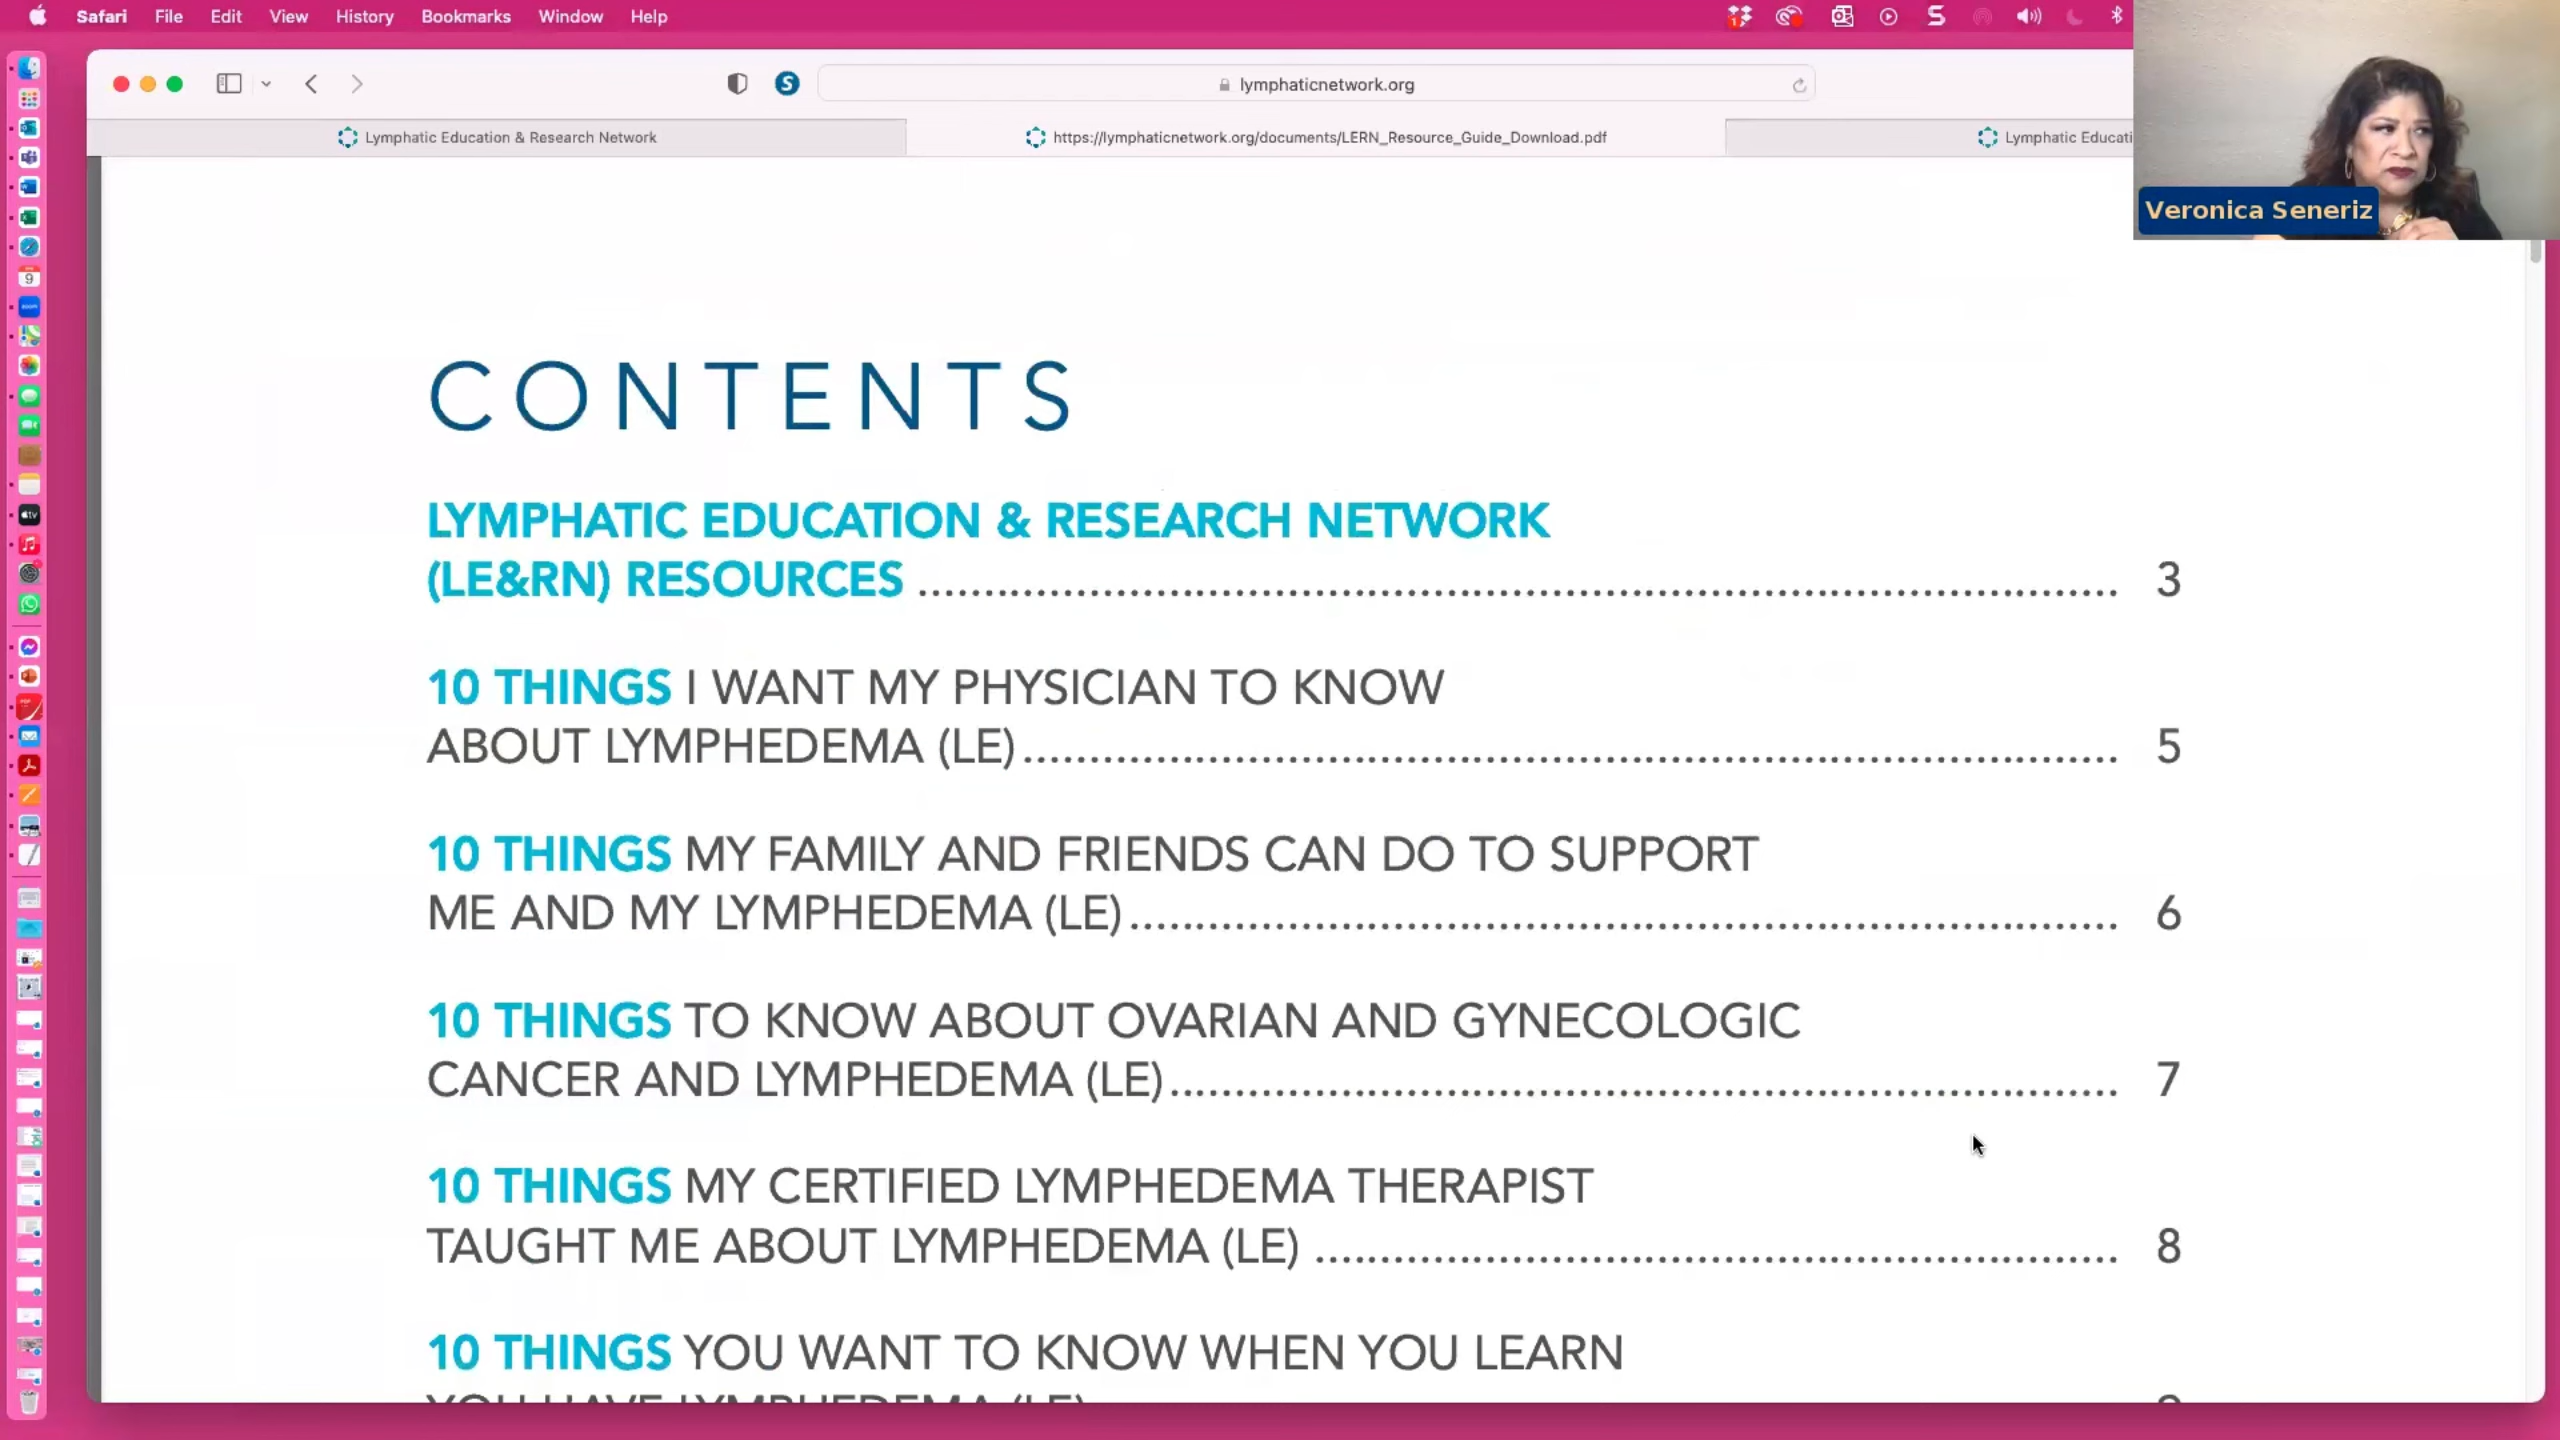 Safari File Edit View History Bookmarks Window Help
lymphaticnetwork.org
Lymphatic Education & Research Network
https://lymphaticnetwork.org/documents/LERN_Resource_Guide_Download.pdf
Lymphatic Educati
Veronica Seneriz
CONTENTS
LYMPHATIC EDUCATION & RESEARCH NETWORK
(LE&RN) RESOURCES ........ 3
10 THINGS I WANT MY PHYSICIAN TO KNOW
ABOUT LYMPHEDEMA (LE) ........ 5
10 THINGS MY FAMILY AND FRIENDS CAN DO TO SUPPORT
ME AND MY LYMPHEDEMA (LE) ........ 6
10 THINGS TO KNOW ABOUT OVARIAN AND GYNECOLOGIC
CANCER AND LYMPHEDEMA (LE) ........ 7
10 THINGS MY CERTIFIED LYMPHEDEMA THERAPIST
TAUGHT ME ABOUT LYMPHEDEMA (LE) ........ 8
10 THINGS YOU WANT TO KNOW WHEN YOU LEARN
YOU HAVE LYMPHEDEMA (LE)